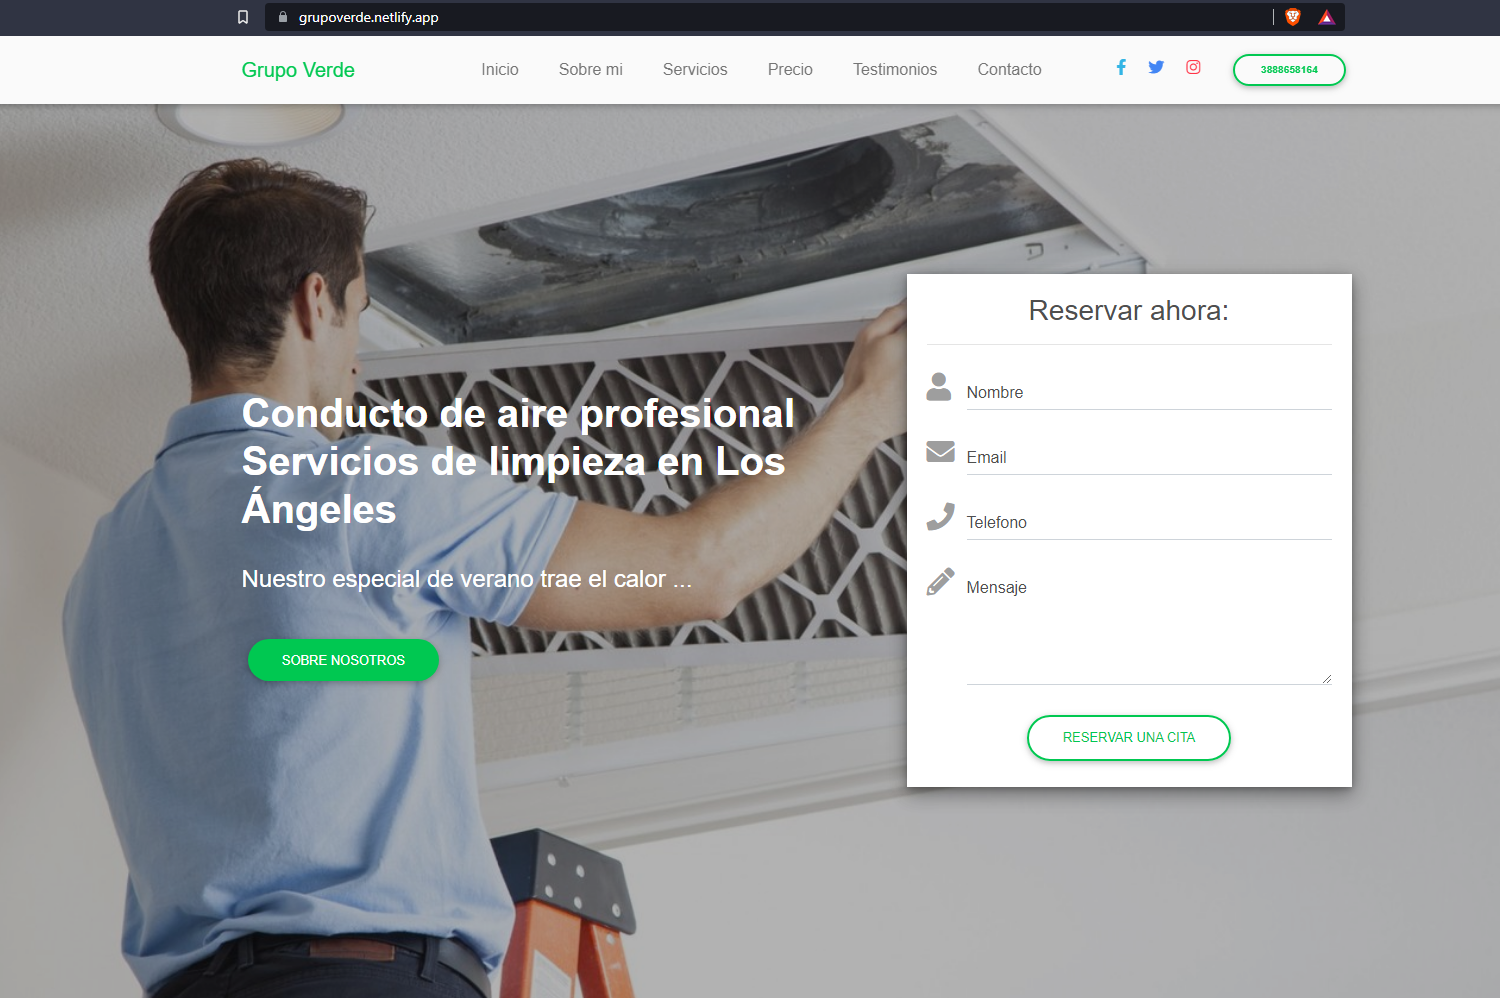 grupoverde.netlify.app
Grupo Verde
Inicio
Sobre mi
Servicios
Precio
Testimonios
Contacto
3888658164
Conducto de aire profesional
Servicios de limpieza en Los
Ángeles
Nuestro especial de verano trae el calor ...
SOBRE NOSOTROS
Reservar ahora:
Nombre
Email
Telefono
Mensaje
RESERVAR UNA CITA